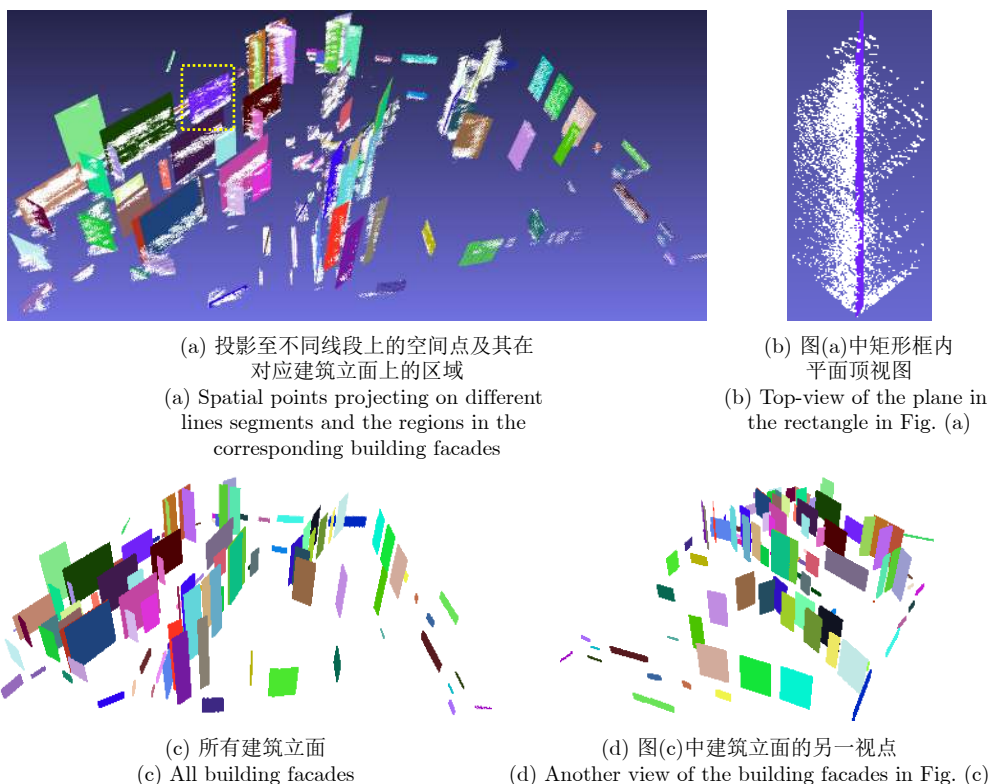 (a) 投影至不同线段上的空间点及其在
对应建筑立面上的区域
(a) Spatial points projecting on different
lines segments and the regions in the
corresponding building facades
(b) 图(a)中矩形框内
平面顶视图
(b) Top-view of the plane in
the rectangle in Fig. (a)
(c) 所有建筑立面
(c) All building facades
(d) 图(c)中建筑立面的另一视点
(d) Another view of the building facades in Fig. (c)